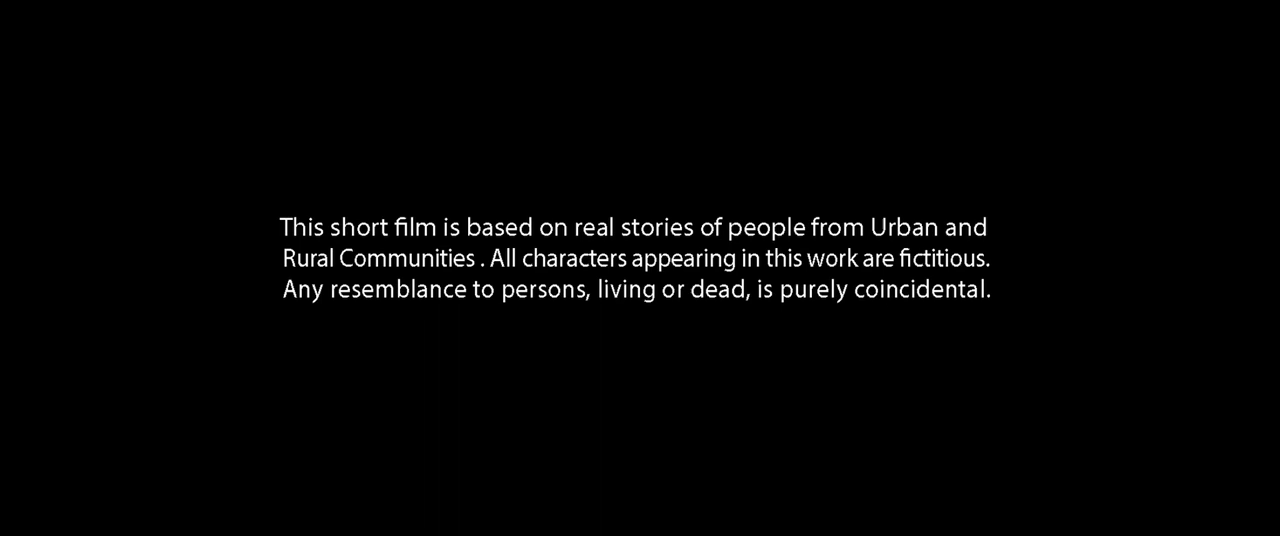 This short film is based on real stories of people from Urban and
Rural Communities . All characters appearing in this work are fictitious.
Any resemblance to persons, living or dead, is purely coincidental.